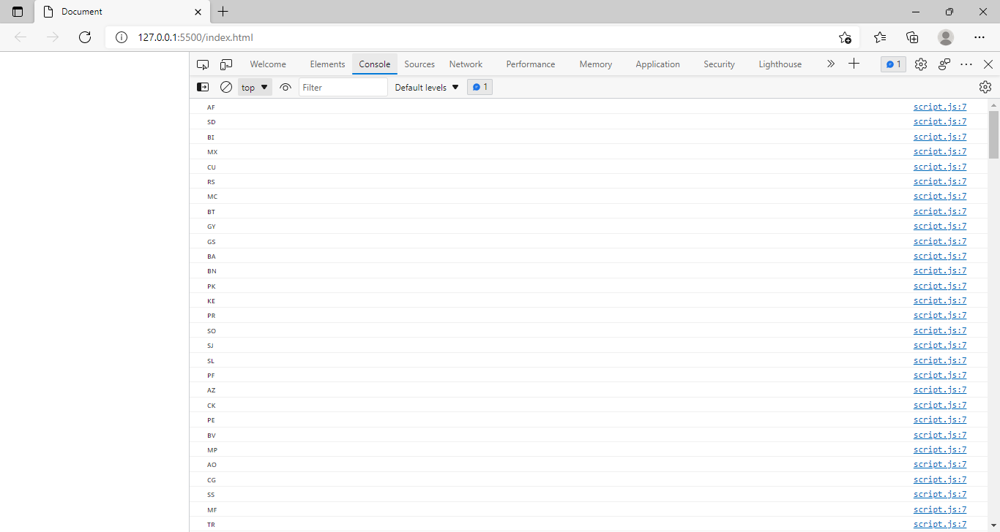 Document
127.0.0.1:5500/index.html
Welcome Elements Console Sources Network Performance Memory Application Security Lighthouse 1
top Filter Default levels 1
AF script.js:7
SD script.js:7
BI script.js:7
MX script.js:7
CU script.js:7
RS script.js:7
MC script.js:7
BT script.js:7
GY script.js:7
GS script.js:7
BA script.js:7
BN script.js:7
PK script.js:7
KE script.js:7
PR script.js:7
SO script.js:7
SJ script.js:7
SL script.js:7
PF script.js:7
AZ script.js:7
CK script.js:7
PE script.js:7
BV script.js:7
MP script.js:7
AO script.js:7
CG script.js:7
SS script.js:7
MF script.js:7
TR script.js:7